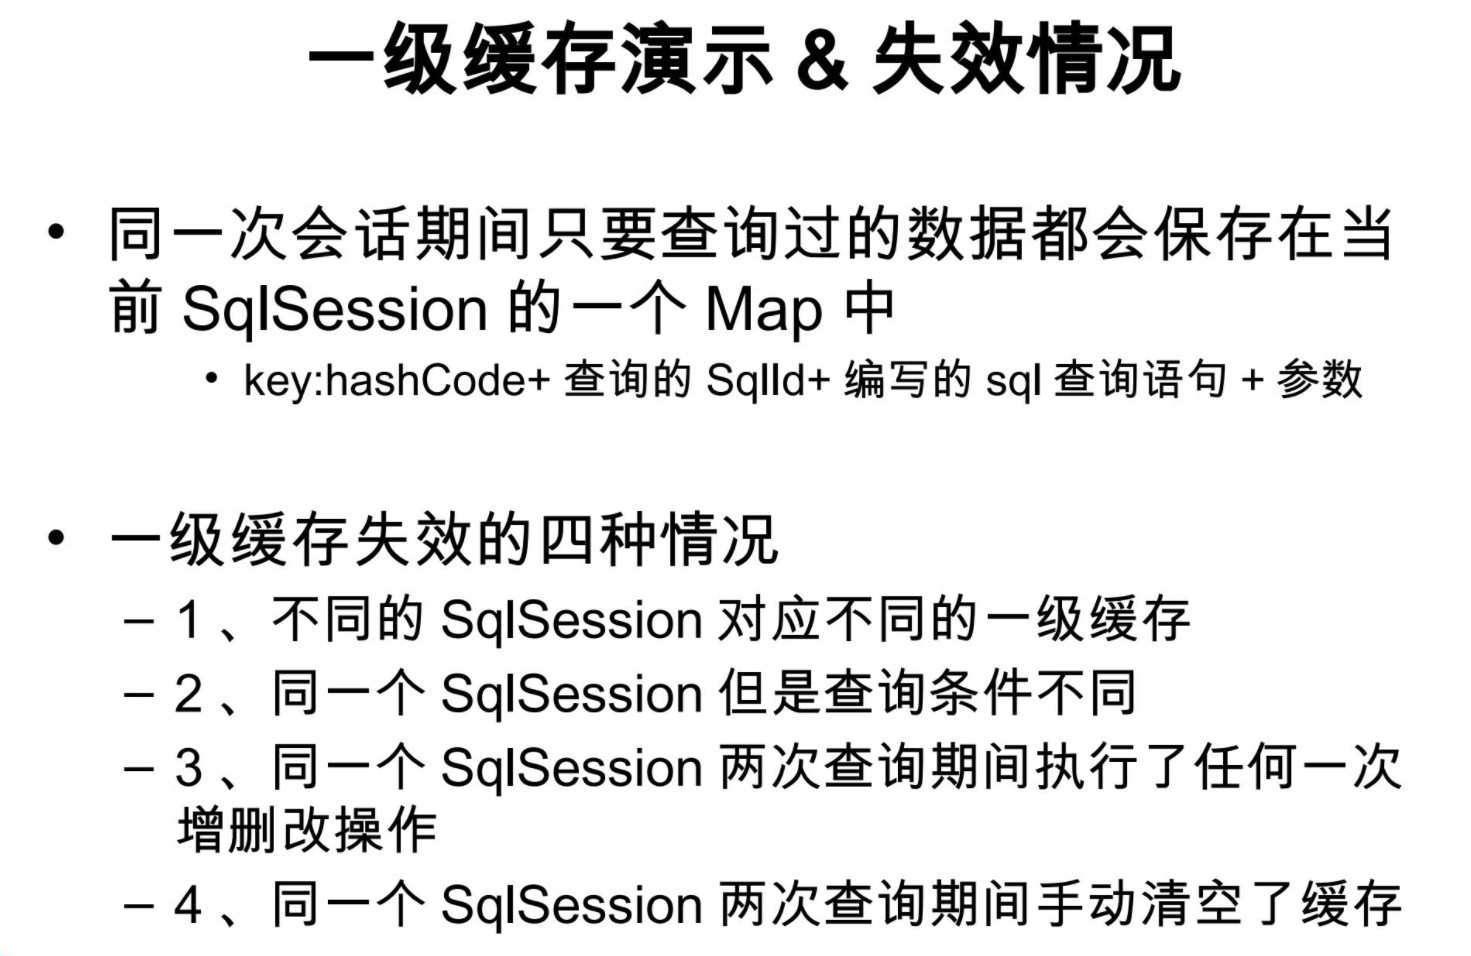 一级缓存演示 & 失效情况
• 同一次会话期间只要查询过的数据都会保存在当
前 SqlSession 的一个 Map 中
• key:hashCode+ 查询的 SqlId+ 编写的 sql 查询语句 + 参数
• 一级缓存失效的四种情况
– 1 、不同的 SqlSession 对应不同的一级缓存
– 2 、同一个 SqlSession 但是查询条件不同
– 3 、同一个 SqlSession 两次查询期间执行了任何一次
增删改操作
– 4 、同一个 SqlSession 两次查询期间手动清空了缓存